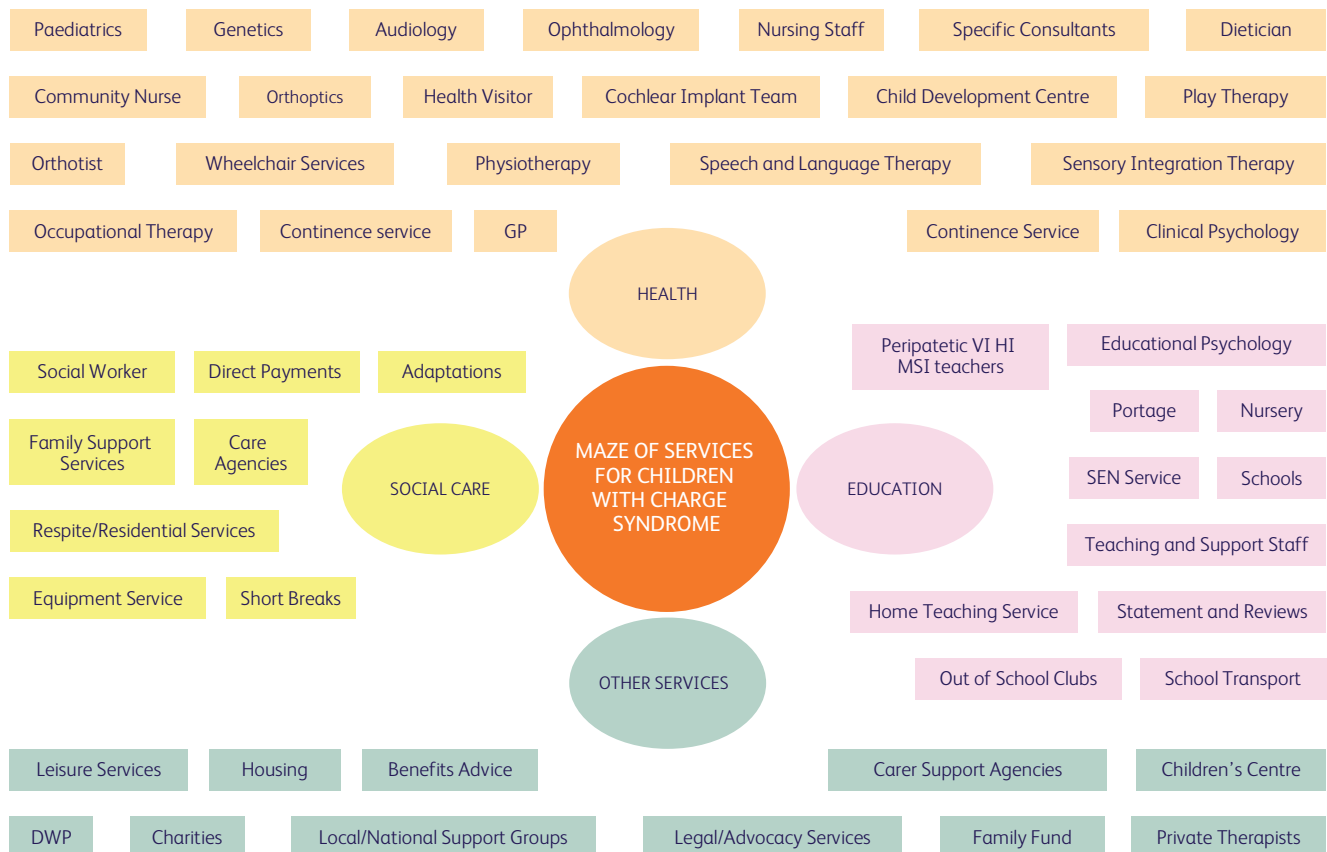 Paediatrics
Genetics
Audiology
Ophthalmology
Nursing Staff
Specific Consultants
Dietician
Community Nurse
Orthoptics
Health Visitor
Cochlear Implant Team
Child Development Centre
Play Therapy
Orthotist
Wheelchair Services
Physiotherapy
Speech and Language Therapy
Sensory Integration Therapy
Occupational Therapy
Continence service
GP
Continence Service
Clinical Psychology
HEALTH
Social Worker
Direct Payments
Adaptations
Family Support
Services
Care
Agencies
Respite/Residential Services
Equipment Service
Short Breaks
SOCIAL CARE
MAZE OF SERVICES
FOR CHILDREN
WITH CHARGE
SYNDROME
EDUCATION
Peripatetic VI HI
MSI teachers
Educational Psychology
Portage
Nursery
SEN Service
Schools
Teaching and Support Staff
Home Teaching Service
Statement and Reviews
Out of School Clubs
School Transport
OTHER SERVICES
Leisure Services
Housing
Benefits Advice
Carer Support Agencies
Children’s Centre
DWP
Charities
Local/National Support Groups
Legal/Advocacy Services
Family Fund
Private Therapists